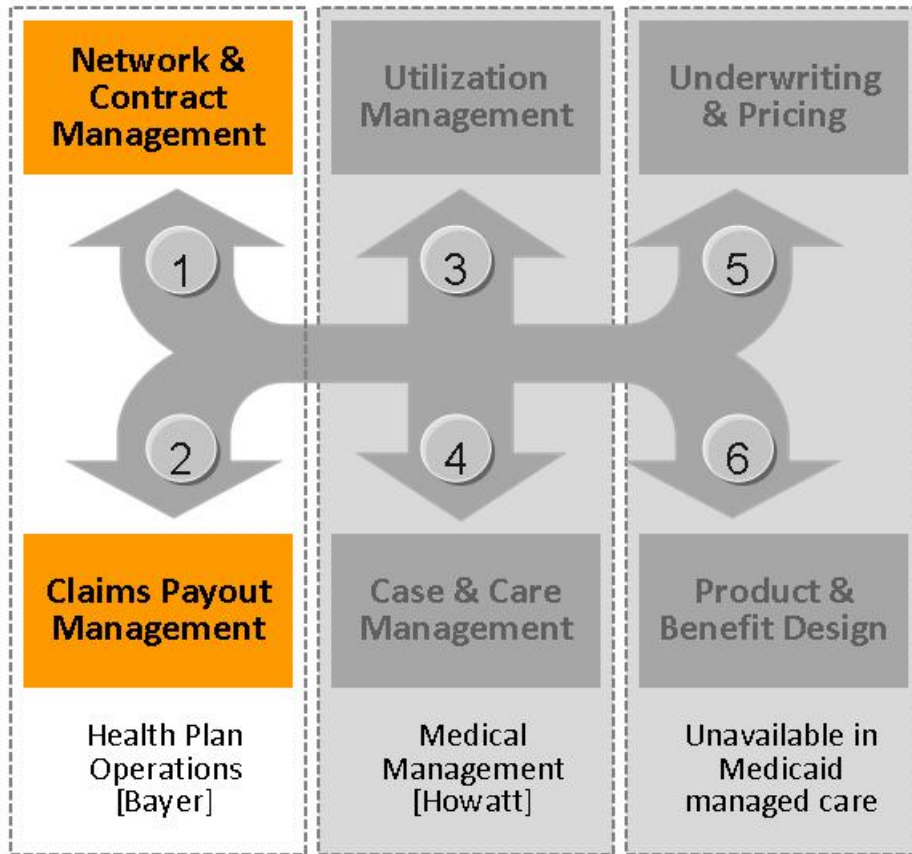 Network &
Contract
Management
Utilization
Management
Underwriting
& Pricing
1
3
5
2
4
6
Claims Payout
Management
Case & Care
Management
Product &
Benefit Design
Health Plan
Operations
[Bayer]
Medical
Management
[Howatt]
Unavailable in
Medicaid
managed care